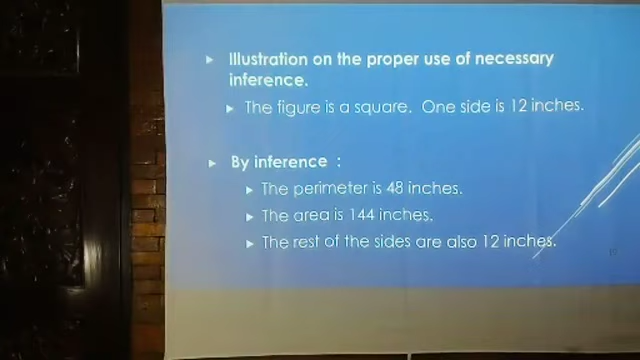 Illustration on the proper use of necessary
inference.
The figure is a square. One side is 12 inches.
By inference :
The perimeter is 48 inches.
The area is 144 inches.
The rest of the sides are also 12 inches.